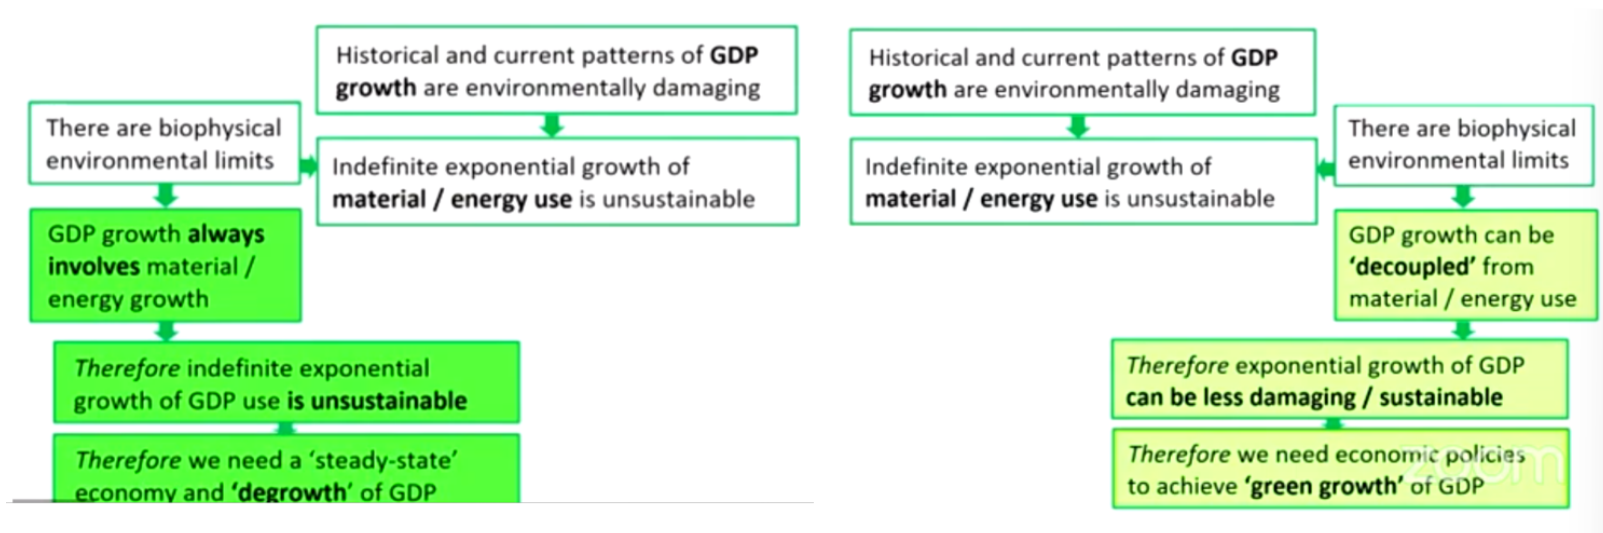 Historical and current patterns of GDP
growth are environmentally damaging
There are biophysical
environmental limits
Indefinite exponential growth of
material / energy use is unsustainable
GDP growth always
involves material /
energy growth
Therefore indefinite exponential
growth of GDP use is unsustainable
Therefore we need a ‘steady-state’
economy and ‘degrowth’ of GDP
Historical and current patterns of GDP
growth are environmentally damaging
There are biophysical
environmental limits
Indefinite exponential growth of
material / energy use is unsustainable
GDP growth can be
‘decoupled’ from
material / energy use
Therefore exponential growth of GDP
can be less damaging / sustainable
Therefore we need economic policies
to achieve ‘green growth’ of GDP
zoom